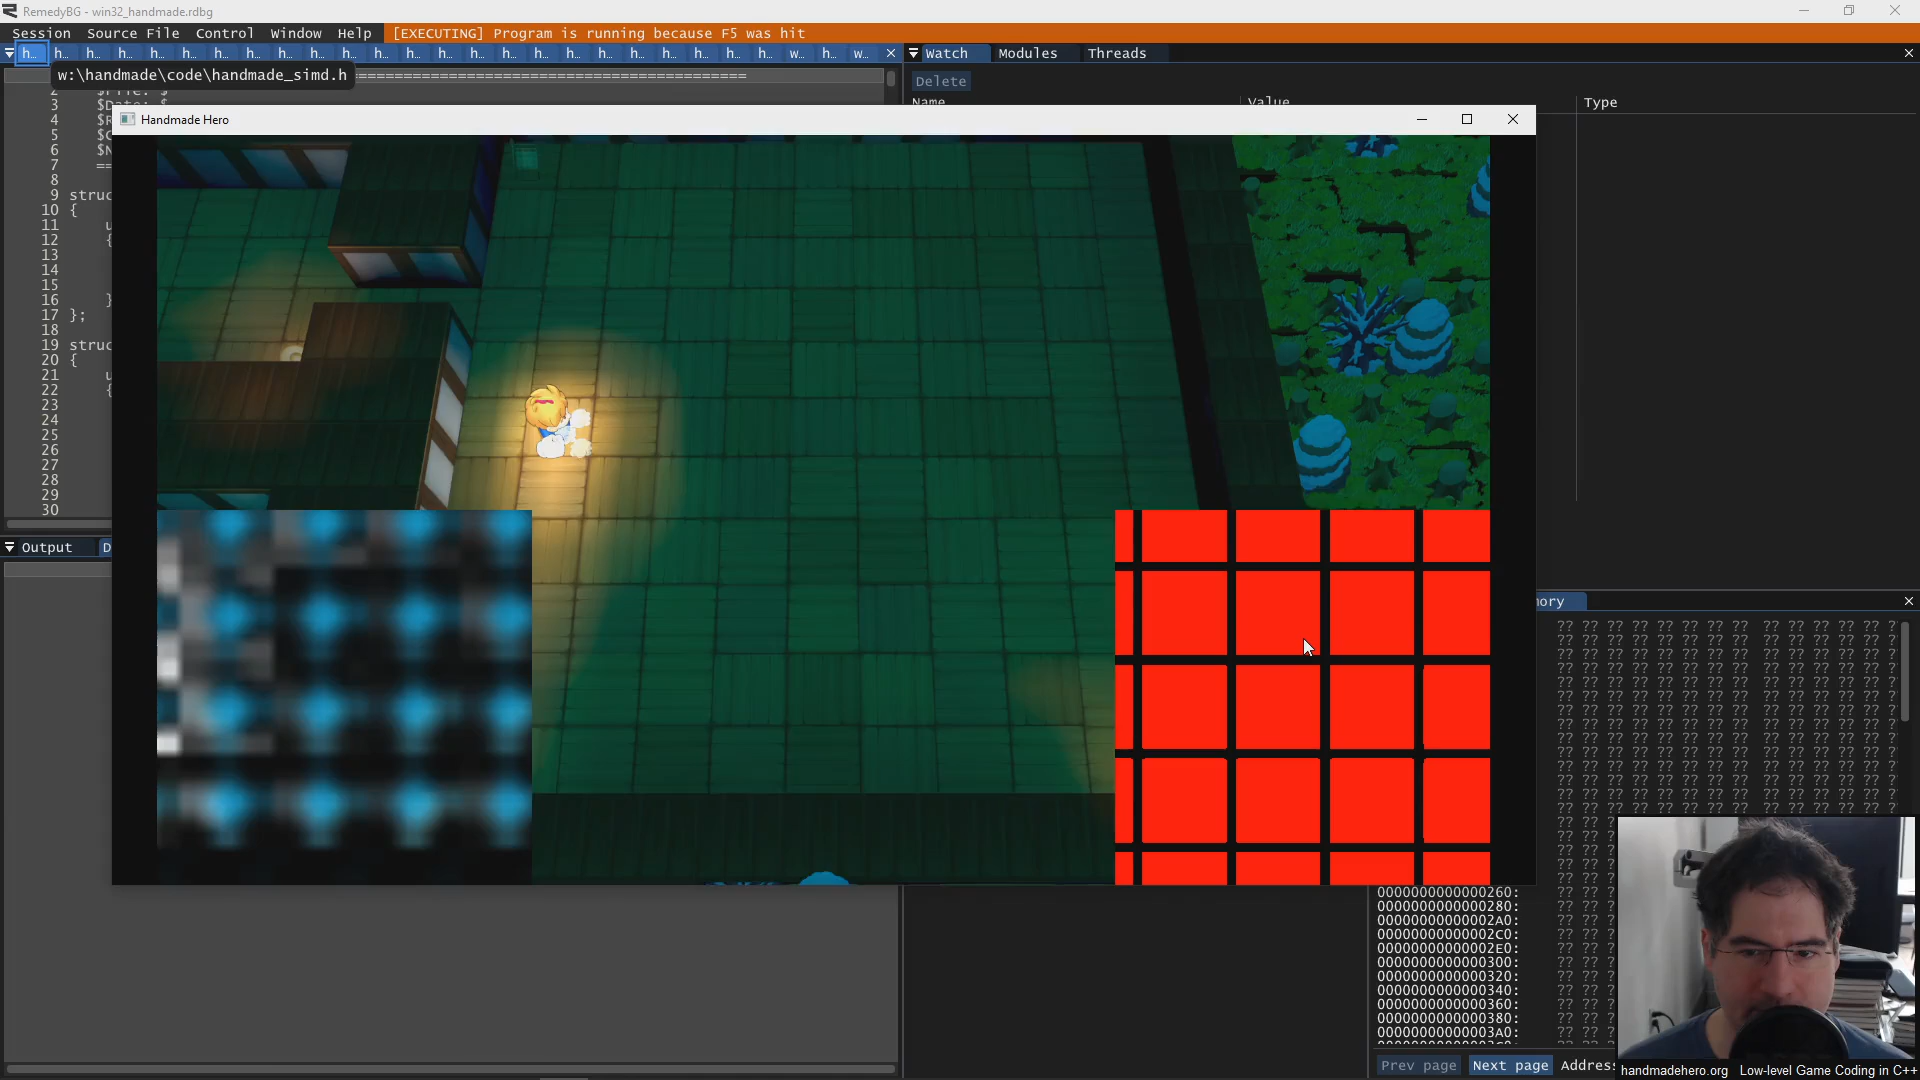 RemedyBG - win32_handmade.rdbg
Session Source File Control Window Help [EXECUTING] Program is running because F5 was hit
h… h… h… h… h… h… h… h… h… h… h… h… h… h… h… h… h… h… h… h… h… h… h… h… w… h… w…
Watch Modules Threads
w:\handmade\code\handmade_simd.h ========================================
Delete
Name Value Type
Handmade Hero
3
4
5
6
7 ==
8
9 struc
10 {
11 u
12 {
13
14
15
16 }
17 };
18
19 struc
20 {
21 u
22 {
23
24
25
26
27
28
29
30
Output D
ory
0000000000000260:
0000000000000280:
00000000000002A0:
00000000000002C0:
00000000000002E0:
0000000000000300:
0000000000000320:
0000000000000340:
0000000000000360:
0000000000000380:
00000000000003A0:
Prev page Next page Address
handmadehero.org Low-level Game Coding in C++